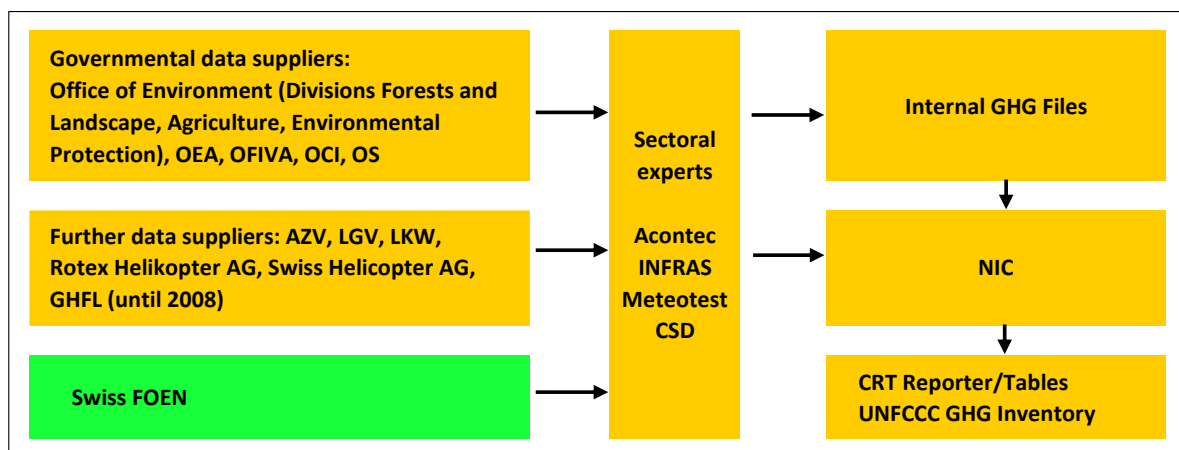 Governmental data suppliers:
Office of Environment (Divisions Forests and
Landscape, Agriculture, Environmental
Protection), OEA, OFIVA, OCI, OS
Further data suppliers: AZV, LGV, LKW,
Rotex Helikopter AG, Swiss Helicopter AG,
GHFL (until 2008)
Swiss FOEN
Sectoral
experts
Acontec
INFRAS
Meteotest
CSD
Internal GHG Files
NIC
CRT Reporter/Tables
UNFCCC GHG Inventory